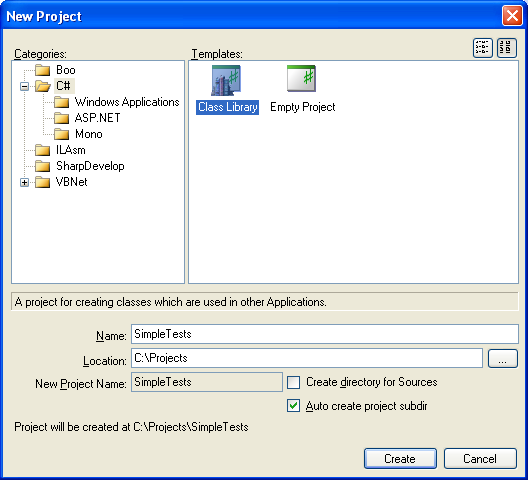 New Project
Categories:
Templates:
Boo
C#
Windows Applications
ASP.NET
Mono
ILAsm
SharpDevelop
VBNet
Class Library
Empty Project
A project for creating classes which are used in other Applications.
Name:
SimpleTests
Location:
C:\Projects
...
New Project Name:
SimpleTests
Create directory for Sources
Auto create project subdir
Project will be created at C:\Projects\SimpleTests
Create
Cancel